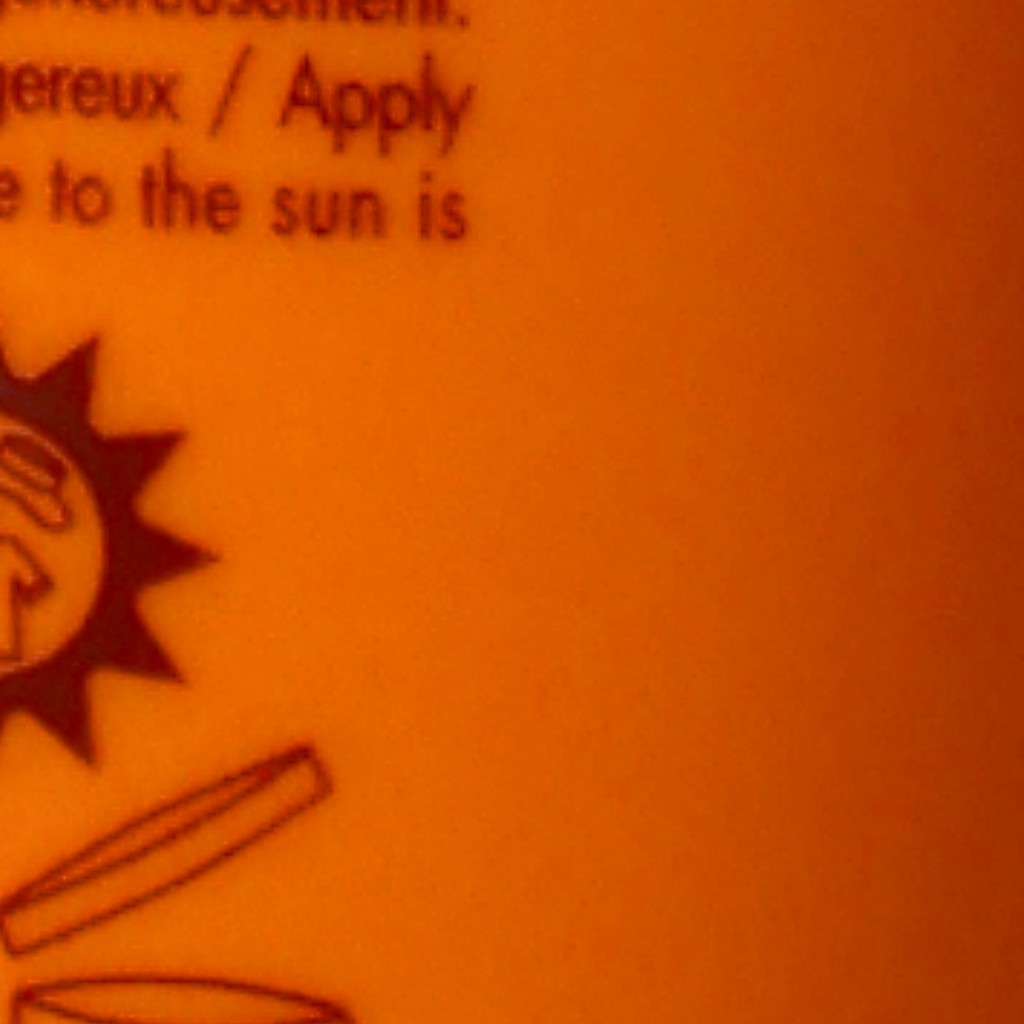 gereux / Apply
e to the sun is